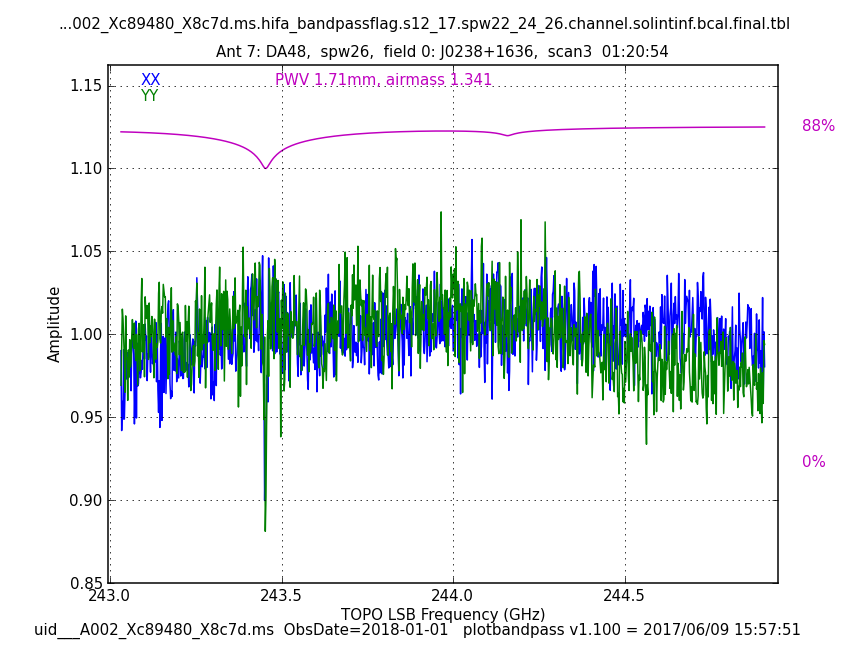 ...002_Xc89480_X8c7d.ms.hifa_bandpassflag.s12_17.spw22_24_26.channel.solintinf.bcal.final.tbl
Ant 7: DA48, spw26, field 0: J0238+1636, scan3 01:20:54
XX
PWV 1.71mm, airmass 1.341
YY
88%
0%
1.15
1.10
1.05
1.00
0.95
0.90
0.85
Amplitude
243.0
243.5
244.0
244.5
TOPO LSB Frequency (GHz)
uid___A002_Xc89480_X8c7d.ms ObsDate=2018-01-01 plotbandpass v1.100 = 2017/06/09 15:57:51